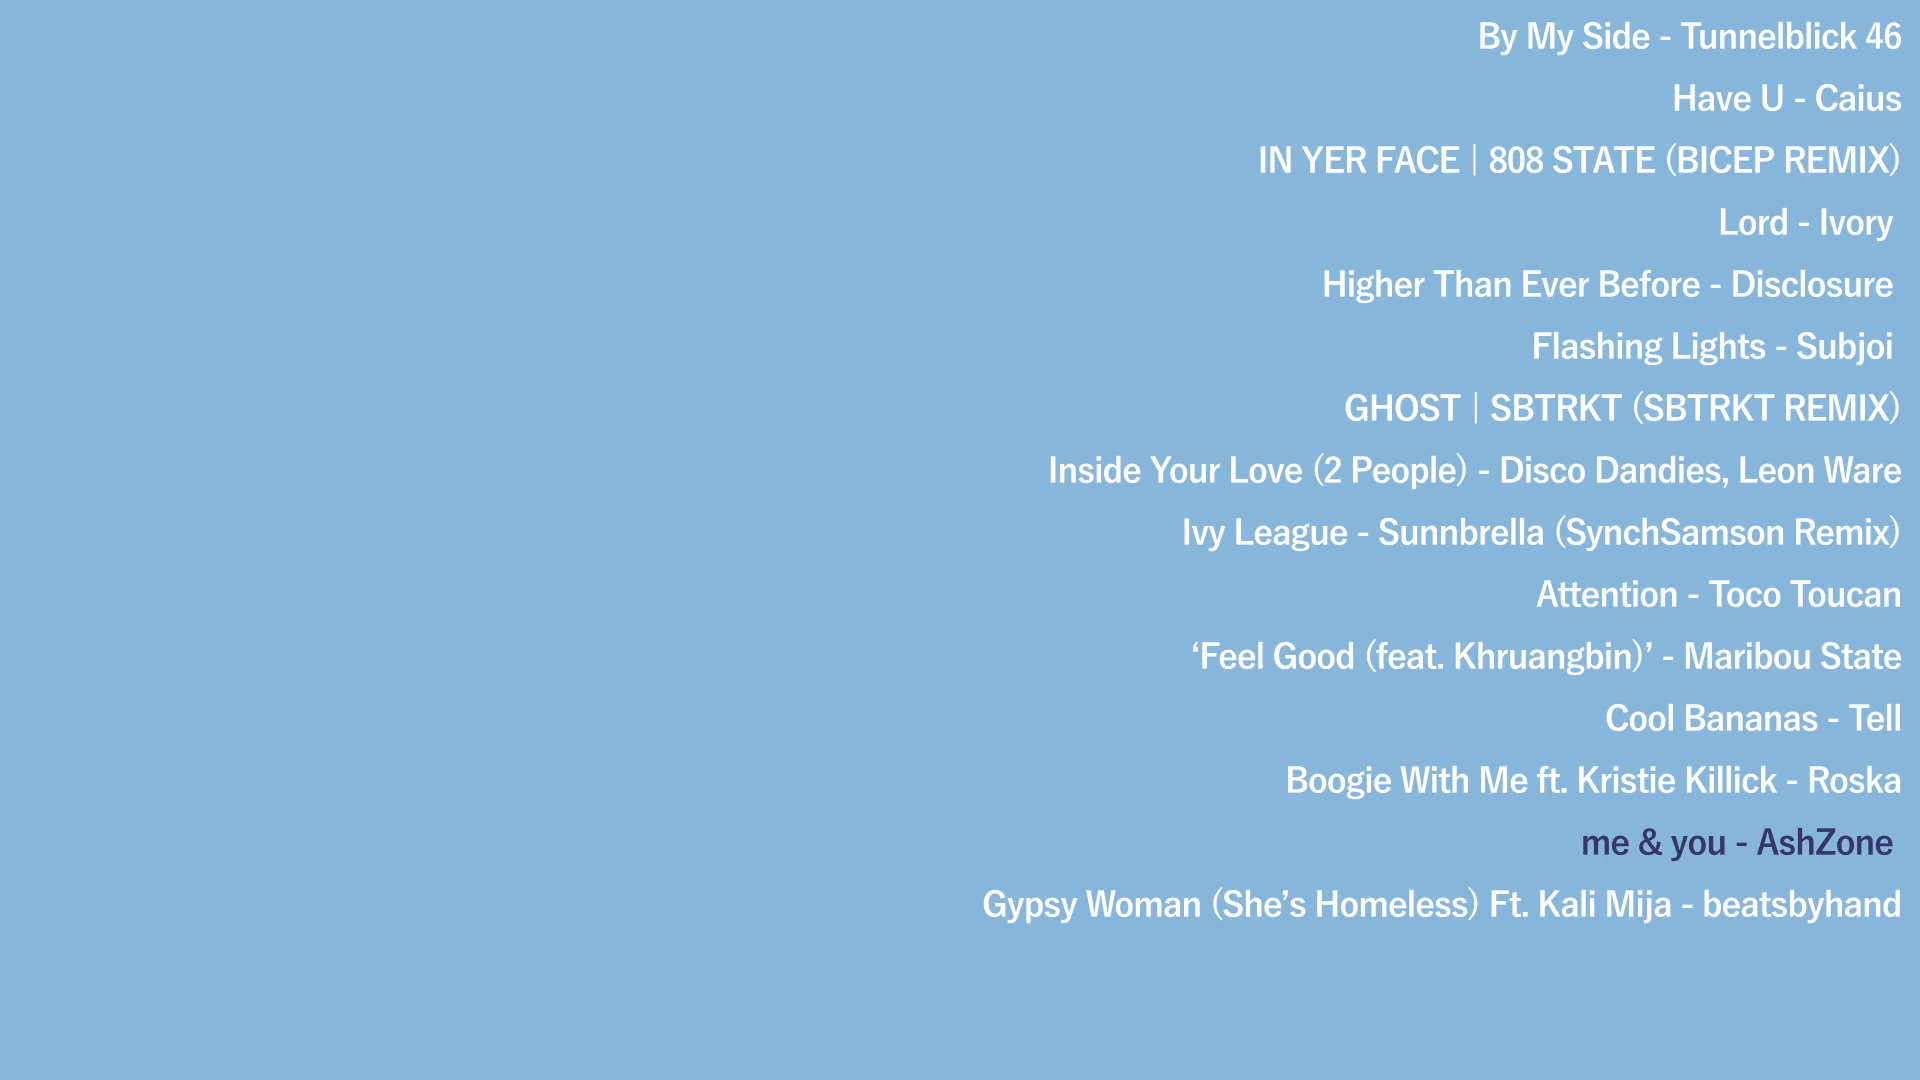 By My Side - Tunnelblick 46
Have U - Caius
IN YER FACE | 808 STATE (BICEP REMIX)
Lord - Ivory
Higher Than Ever Before - Disclosure
Flashing Lights - Subjoi
GHOST | SBTRKT (SBTRKT REMIX)
Inside Your Love (2 People) - Disco Dandies, Leon Ware
Ivy League - Sunnbrella (SynchSamson Remix)
Attention - Toco Toucan
‘Feel Good (feat. Khruangbin)’ - Maribou State
Cool Bananas - Tell
Boogie With Me ft. Kristie Killick - Roska
me & you - AshZone
Gypsy Woman (She’s Homeless) Ft. Kali Mija - beatsbyhand